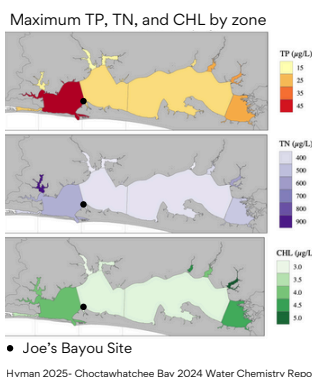 Maximum TP, TN, and CHL by zone
TP (µg/L)
15
25
35
45
TN (µg/L)
400
500
600
700
800
900
CHL (µg/L)
3.0
3.5
4.0
4.5
5.0
• Joe's Bayou Site
Hyman 2025- Choctawhatchee Bay 2024 Water Chemistry Repo